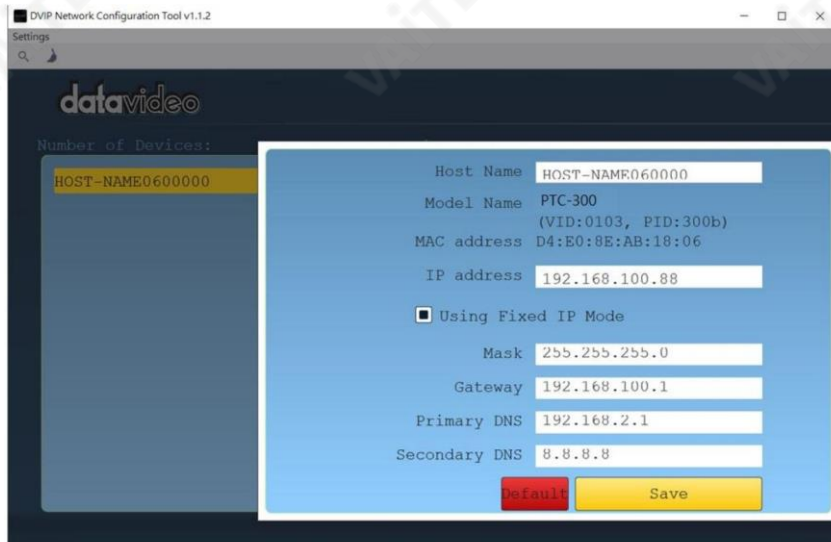 DVIP Network Configuration Tool v1.1.2
Settings
datavideo
Number of Devices:
HOST-NAME0600000
Host Name HOST-NAME060000
Model Name PTC-300
(VID:0103, PID:300b)
MAC address D4:E0:8E:AB:18:06
IP address 192.168.100.88
Using Fixed IP Mode
Mask 255.255.255.0
Gateway 192.168.100.1
Primary DNS 192.168.2.1
Secondary DNS 8.8.8.8
Default Save